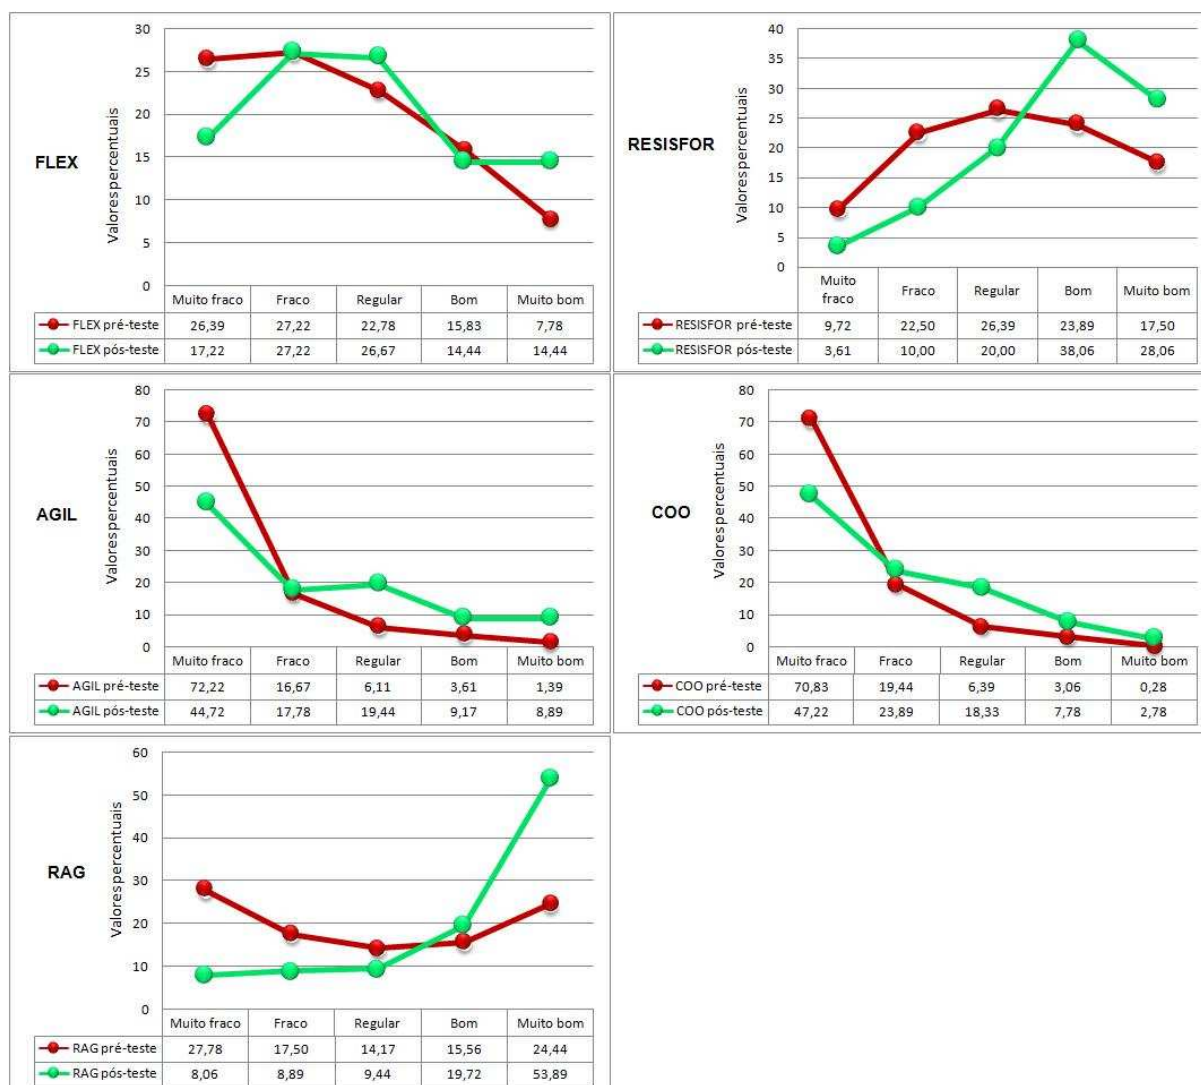 FLEX
Valores percentuais
30
25
20
15
10
5
0
Muito fraco Fraco Regular Bom Muito bom
FLEX pré-teste 26,39 27,22 22,78 15,83 7,78
FLEX pós-teste 17,22 27,22 26,67 14,44 14,44
RESISFOR
Valores percentuais
40
35
30
25
20
15
10
5
0
Muito fraco Fraco Regular Bom Muito bom
RESISFOR pré-teste 9,72 22,50 26,39 23,89 17,50
RESISFOR pós-teste 3,61 10,00 20,00 38,06 28,06
AGIL
Valores percentuais
80
70
60
50
40
30
20
10
0
Muito fraco Fraco Regular Bom Muito bom
AGIL pré-teste 72,22 16,67 6,11 3,61 1,39
AGIL pós-teste 44,72 17,78 19,44 9,17 8,89
COO
Valores percentuais
80
70
60
50
40
30
20
10
0
Muito fraco Fraco Regular Bom Muito bom
COO pré-teste 70,83 19,44 6,39 3,06 0,28
COO pós-teste 47,22 23,89 18,33 7,78 2,78
RAG
Valores percentuais
60
50
40
30
20
10
0
Muito fraco Fraco Regular Bom Muito bom
RAG pré-teste 27,78 17,50 14,17 15,56 24,44
RAG pós-teste 8,06 8,89 9,44 19,72 53,89